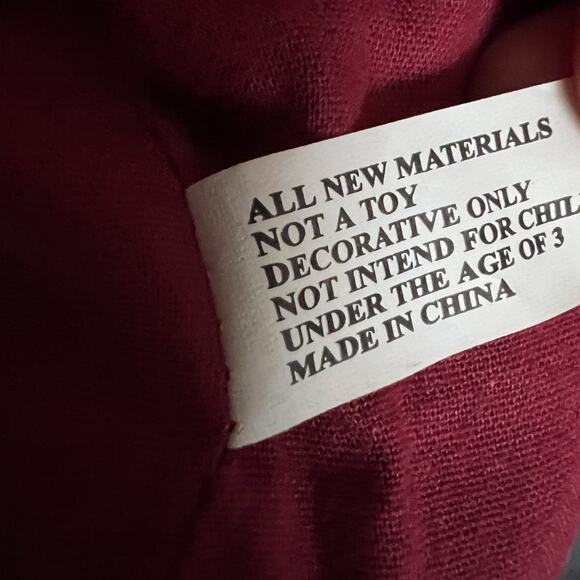 ALL NEW MATERIALS
NOT A TOY
DECORATIVE ONLY
NOT INTEND FOR CHIL
UNDER THE AGE OF 3
MADE IN CHINA